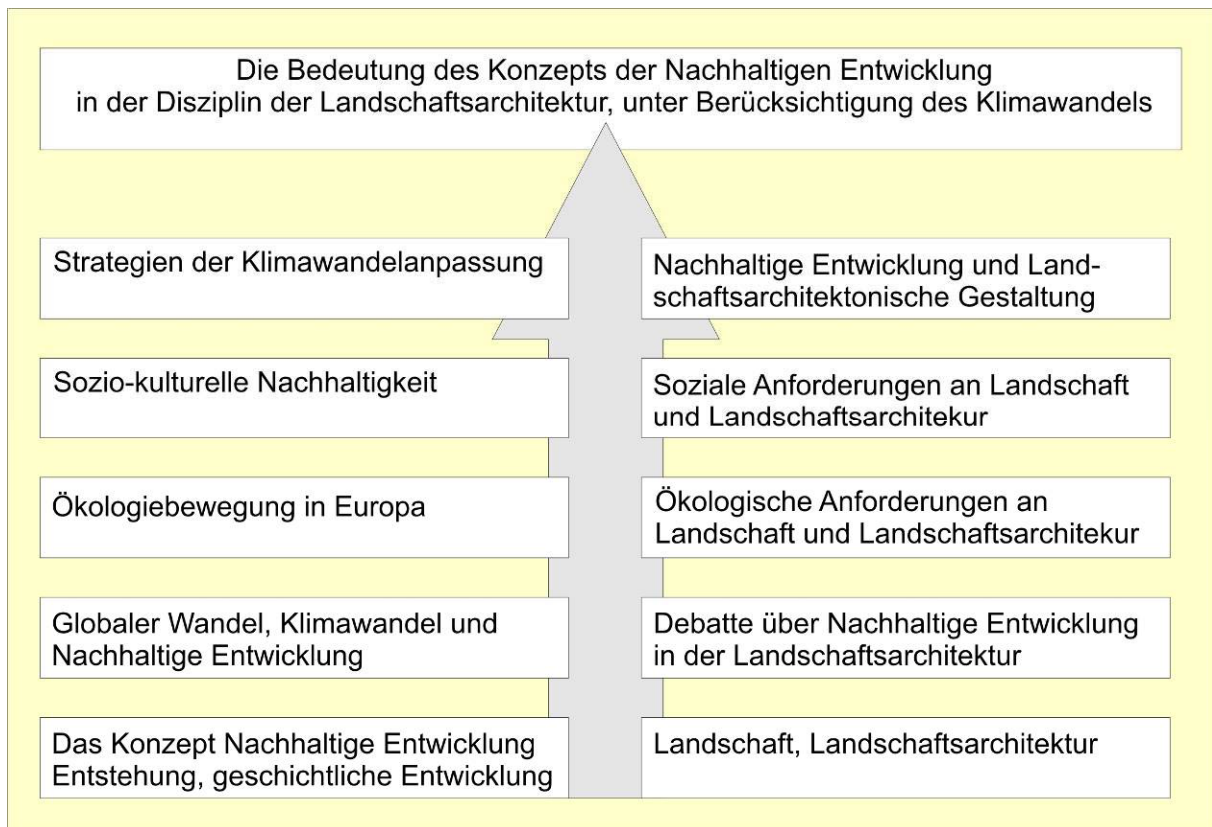 Die Bedeutung des Konzepts der Nachhaltigen Entwicklung
in der Disziplin der Landschaftsarchitektur, unter Berücksichtigung des Klimawandels
Strategien der Klimawandelanpassung
Nachhaltige Entwicklung und Land-
schaftsarchitektonische Gestaltung
Sozio-kulturelle Nachhaltigkeit
Soziale Anforderungen an Landschaft
und Landschaftsarchitekur
Ökologiebewegung in Europa
Ökologische Anforderungen an
Landschaft und Landschaftsarchitekur
Globaler Wandel, Klimawandel und
Nachhaltige Entwicklung
Debatte über Nachhaltige Entwicklung
in der Landschaftsarchitektur
Das Konzept Nachhaltige Entwicklung
Entstehung, geschichtliche Entwicklung
Landschaft, Landschaftsarchitektur